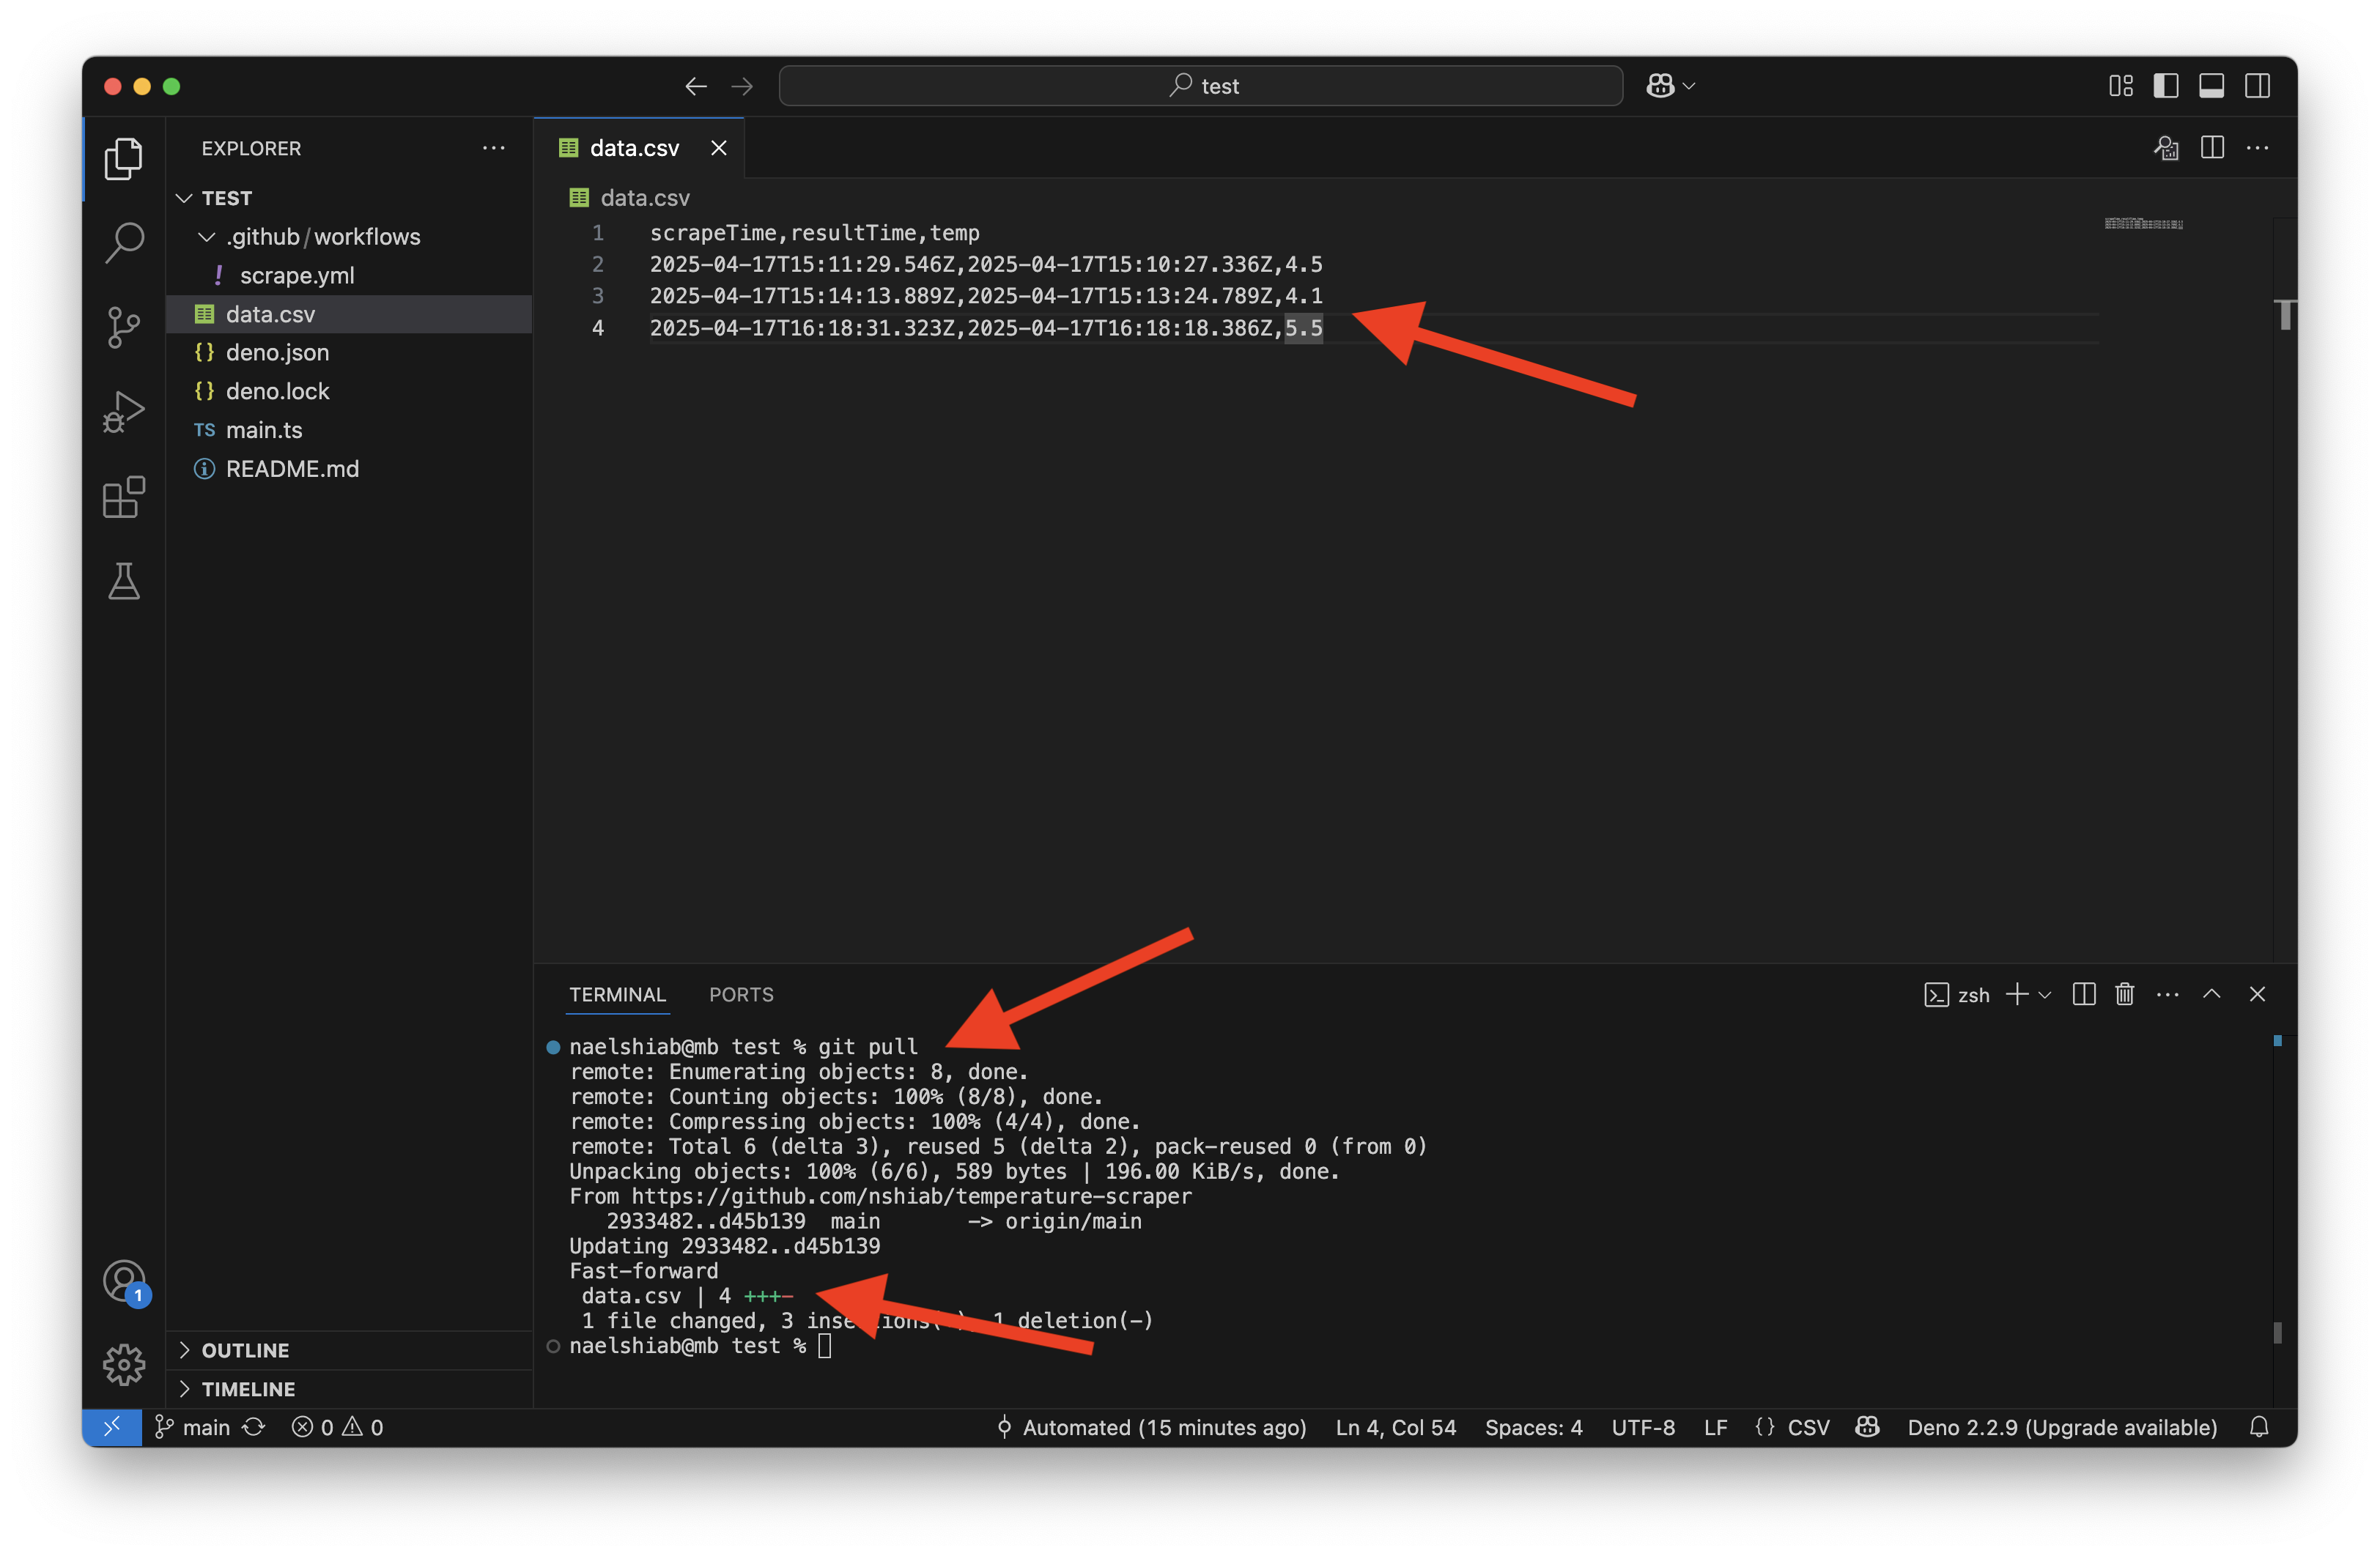 test
EXPLORER
TEST
.github/workflows
scrape.yml
data.csv
deno.json
deno.lock
TS main.ts
README.md
OUTLINE
TIMELINE
data.csv
data.csv
1 scrapeTime,resultTime,temp
2 2025-04-17T15:11:29.546Z,2025-04-17T15:10:27.336Z,4.5
3 2025-04-17T15:14:13.889Z,2025-04-17T15:13:24.789Z,4.1
4 2025-04-17T16:18:31.323Z,2025-04-17T16:18:18.386Z,5.5
TERMINAL PORTS
zsh
naelshiab@mb test % git pull
remote: Enumerating objects: 8, done.
remote: Counting objects: 100% (8/8), done.
remote: Compressing objects: 100% (4/4), done.
remote: Total 6 (delta 3), reused 5 (delta 2), pack-reused 0 (from 0)
Unpacking objects: 100% (6/6), 589 bytes | 196.00 KiB/s, done.
From https://github.com/nshiab/temperature-scraper
2933482..d45b139 main -> origin/main
Updating 2933482..d45b139
Fast-forward
data.csv | 4 +++-
1 file changed, 3 insertions(+), 1 deletion(-)
naelshiab@mb test %
1
main 0 0 Automated (15 minutes ago) Ln 4, Col 54 Spaces: 4 UTF-8 LF {} CSV Deno 2.2.9 (Upgrade available)